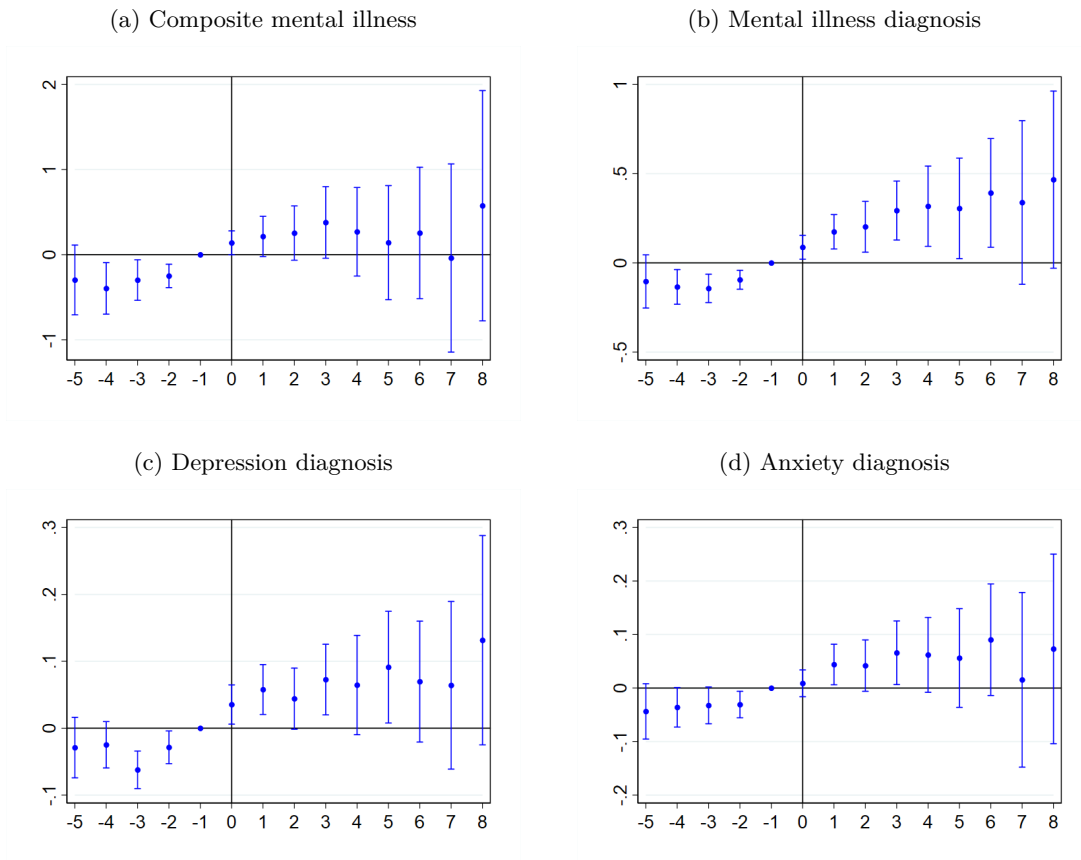 (a) Composite mental illness
2
1
0
-1
-5 -4 -3 -2 -1 0 1 2 3 4 5 6 7 8
(b) Mental illness diagnosis
1
.5
0
-.5
-5 -4 -3 -2 -1 0 1 2 3 4 5 6 7 8
(c) Depression diagnosis
.3
.2
.1
0
-.1
-5 -4 -3 -2 -1 0 1 2 3 4 5 6 7 8
(d) Anxiety diagnosis
.3
.2
.1
0
-.1
-.2
-5 -4 -3 -2 -1 0 1 2 3 4 5 6 7 8